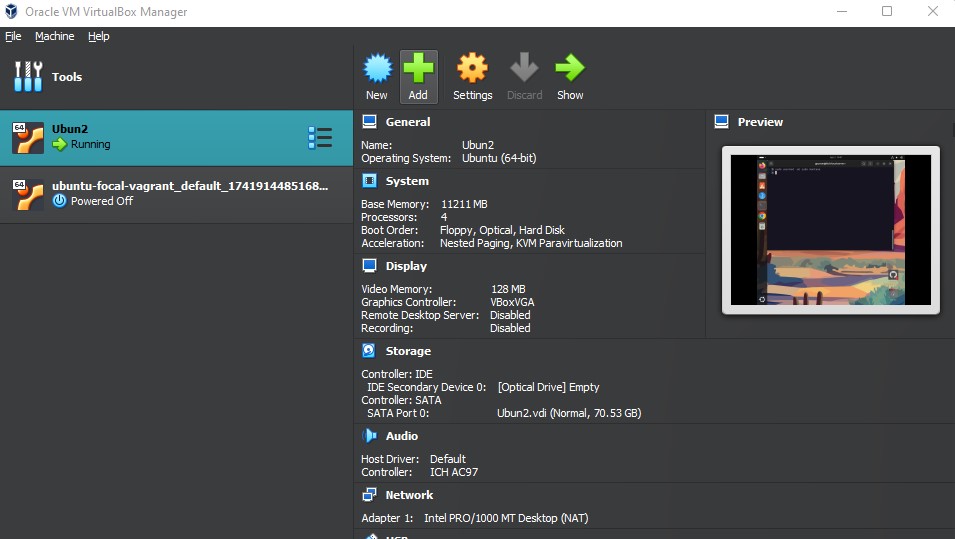 Oracle VM VirtualBox Manager
File Machine Help
Tools
New Add Settings Discard Show
64
Ubun2
Running
64
ubuntu-focal-vagrant_default_1741914485168...
Powered Off
General
Name: Ubun2
Operating System: Ubuntu (64-bit)
System
Base Memory: 11211 MB
Processors: 4
Boot Order: Floppy, Optical, Hard Disk
Acceleration: Nested Paging, KVM Paravirtualization
Display
Video Memory: 128 MB
Graphics Controller: VBoxVGA
Remote Desktop Server: Disabled
Recording: Disabled
Storage
Controller: IDE
IDE Secondary Device 0: [Optical Drive] Empty
Controller: SATA
SATA Port 0: Ubun2.vdi (Normal, 70.53 GB)
Audio
Host Driver: Default
Controller: ICH AC97
Network
Adapter 1: Intel PRO/1000 MT Desktop (NAT)
USB
Preview